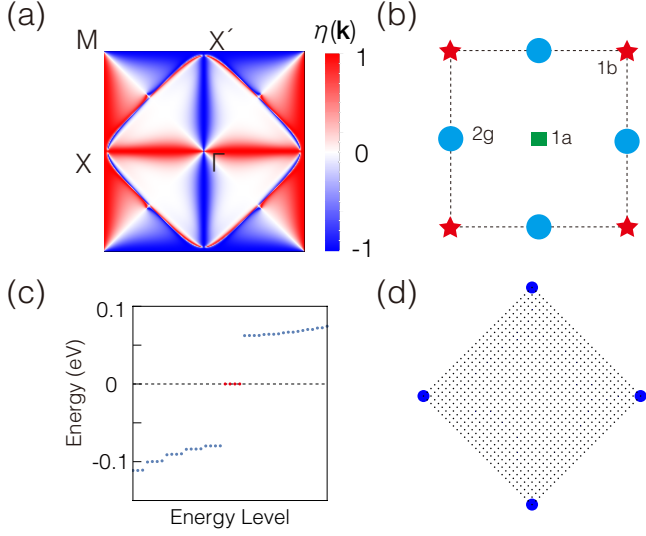 (a)
M
X´
η(k)
X
Γ
1
0
-1
(b)
1b
2g
1a
(c)
0.1
0
-0.1
Energy (eV)
Energy Level
(d)